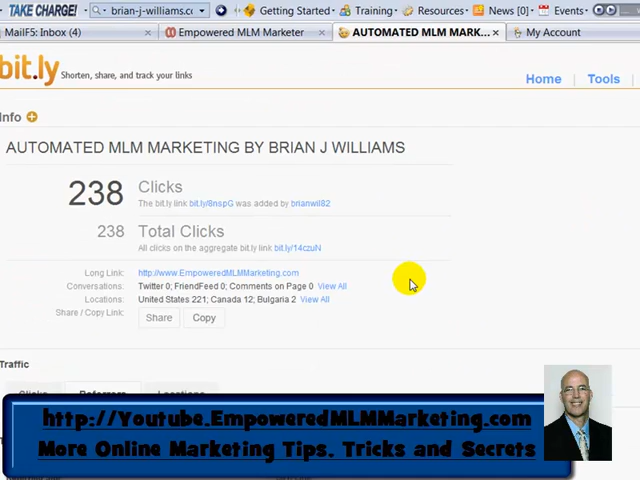 TAKE CHARGE!
brian-j-williams.cc
Getting Started
Training
Resources
News [0]
Events
MailF5: Inbox (4)
Empowered MLM Marketer
AUTOMATED MLM MARK...
My Account
bit.ly
Shorten, share, and track your links
Home
Tools
Info
AUTOMATED MLM MARKETING BY BRIAN J WILLIAMS
238 Clicks
The bit.ly link bit.ly/8nspG was added by brianwil82
238 Total Clicks
All clicks on the aggregate bit.ly link bit.ly/14czuN
Long Link: http://www.EmpoweredMLMMarketing.com
Conversations: Twitter 0; FriendFeed 0; Comments on Page 0 View All
Locations: United States 221; Canada 12; Bulgaria 2 View All
Share / Copy Link: Share Copy
Traffic
Clicks Referrers Locations
http://Youtube.EmpoweredMLMMarketing.com
More Online Marketing Tips, Tricks and Secrets